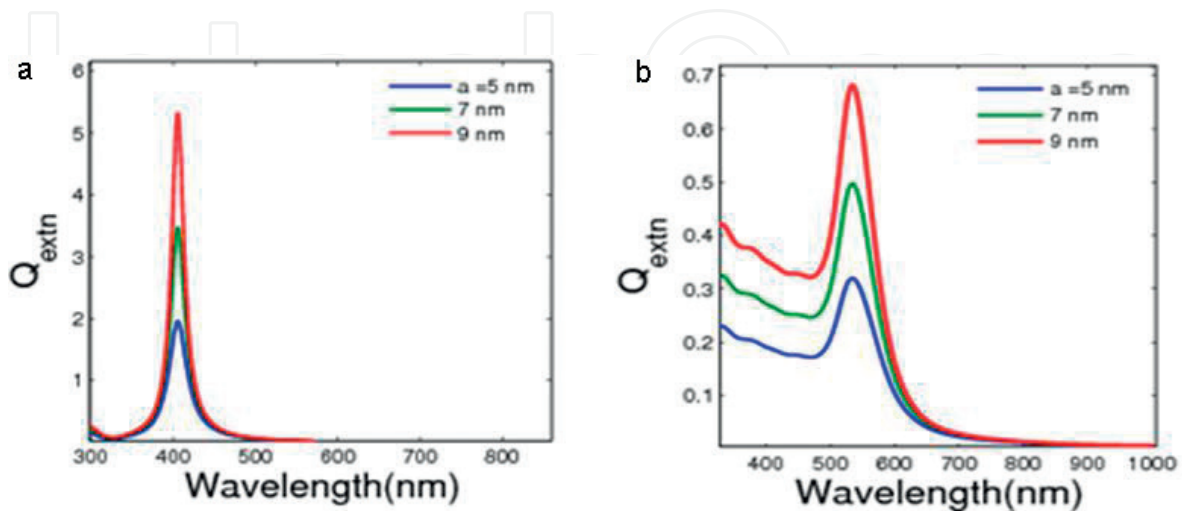 a
6
5
4
3
2
1
Q_extn
a =5 nm
7 nm
9 nm
300 400 500 600 700 800
Wavelength(nm)
b
0.7
0.6
0.5
0.4
0.3
0.2
0.1
Q_extn
a =5 nm
7 nm
9 nm
400 500 600 700 800 900 1000
Wavelength(nm)